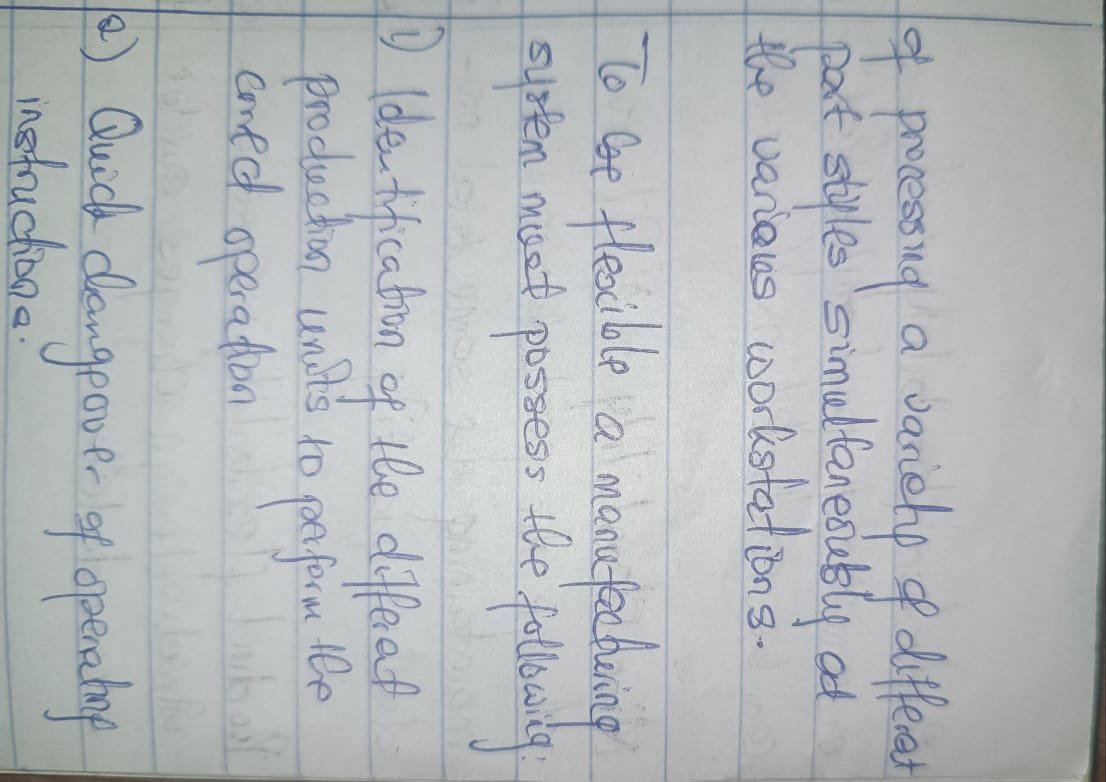 of processing a variety of different
part styles simultaneously at
the various workstations.
To be flexible a manufacturing
system must possess the following:
1) Identification of the different
production units to perform the
correct operation
2) Quick changeover of operating
instructions.